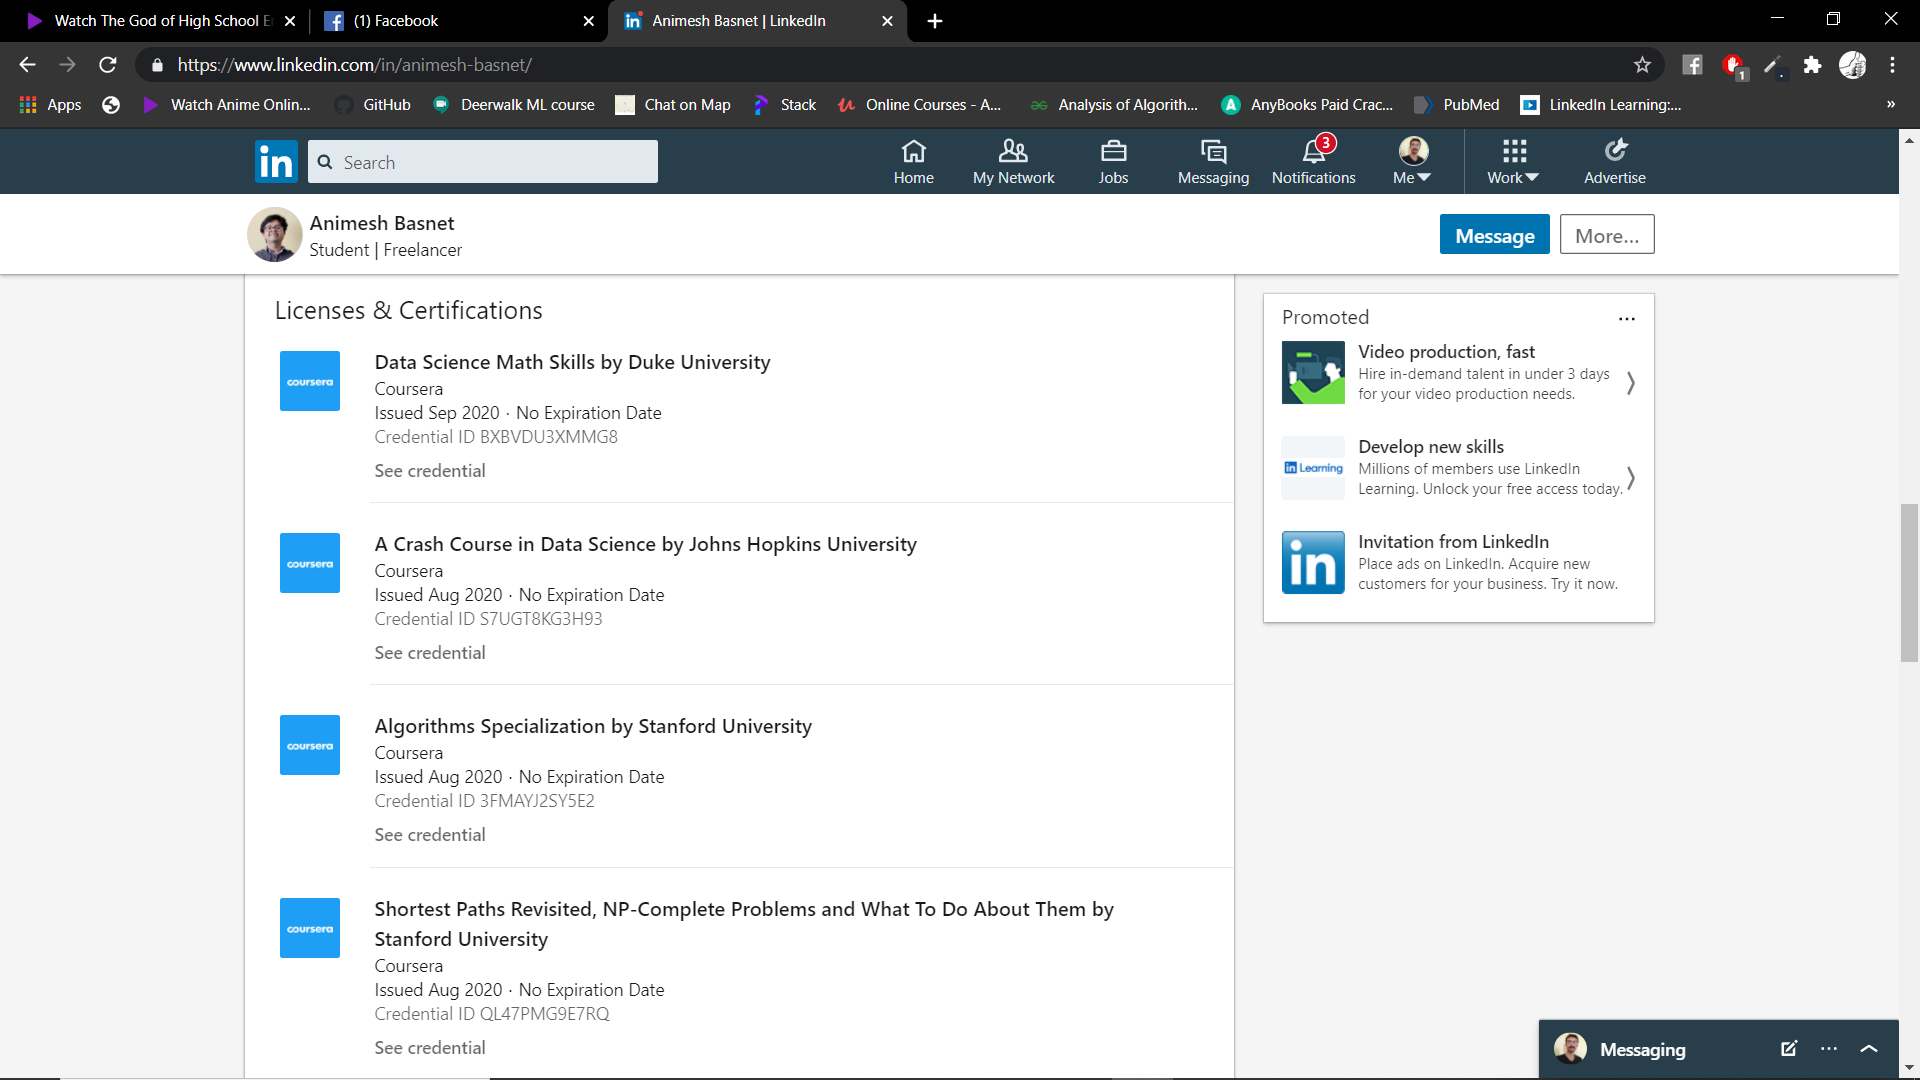 Watch The God of High School E
(1) Facebook
Animesh Basnet | LinkedIn
https://www.linkedin.com/in/animesh-basnet/
1
Apps
Watch Anime Onlin...
GitHub
Deerwalk ML course
Chat on Map
Stack
Online Courses - A...
Analysis of Algorith...
AnyBooks Paid Crac...
PubMed
LinkedIn Learning:...
in
Search
Home
My Network
Jobs
Messaging
3
Notifications
Me
Work
Advertise
Animesh Basnet
Student | Freelancer
Message
More...
Licenses & Certifications
coursera
Data Science Math Skills by Duke University
Coursera
Issued Sep 2020 · No Expiration Date
Credential ID BXBVDU3XMMG8
See credential
coursera
A Crash Course in Data Science by Johns Hopkins University
Coursera
Issued Aug 2020 · No Expiration Date
Credential ID S7UGT8KG3H93
See credential
coursera
Algorithms Specialization by Stanford University
Coursera
Issued Aug 2020 · No Expiration Date
Credential ID 3FMAYJ2SY5E2
See credential
coursera
Shortest Paths Revisited, NP-Complete Problems and What To Do About Them by
Stanford University
Coursera
Issued Aug 2020 · No Expiration Date
Credential ID QL47PMG9E7RQ
See credential
Promoted
Video production, fast
Hire in-demand talent in under 3 days
for your video production needs.
in Learning
Develop new skills
Millions of members use LinkedIn
Learning. Unlock your free access today.
in
Invitation from LinkedIn
Place ads on LinkedIn. Acquire new
customers for your business. Try it now.
Messaging